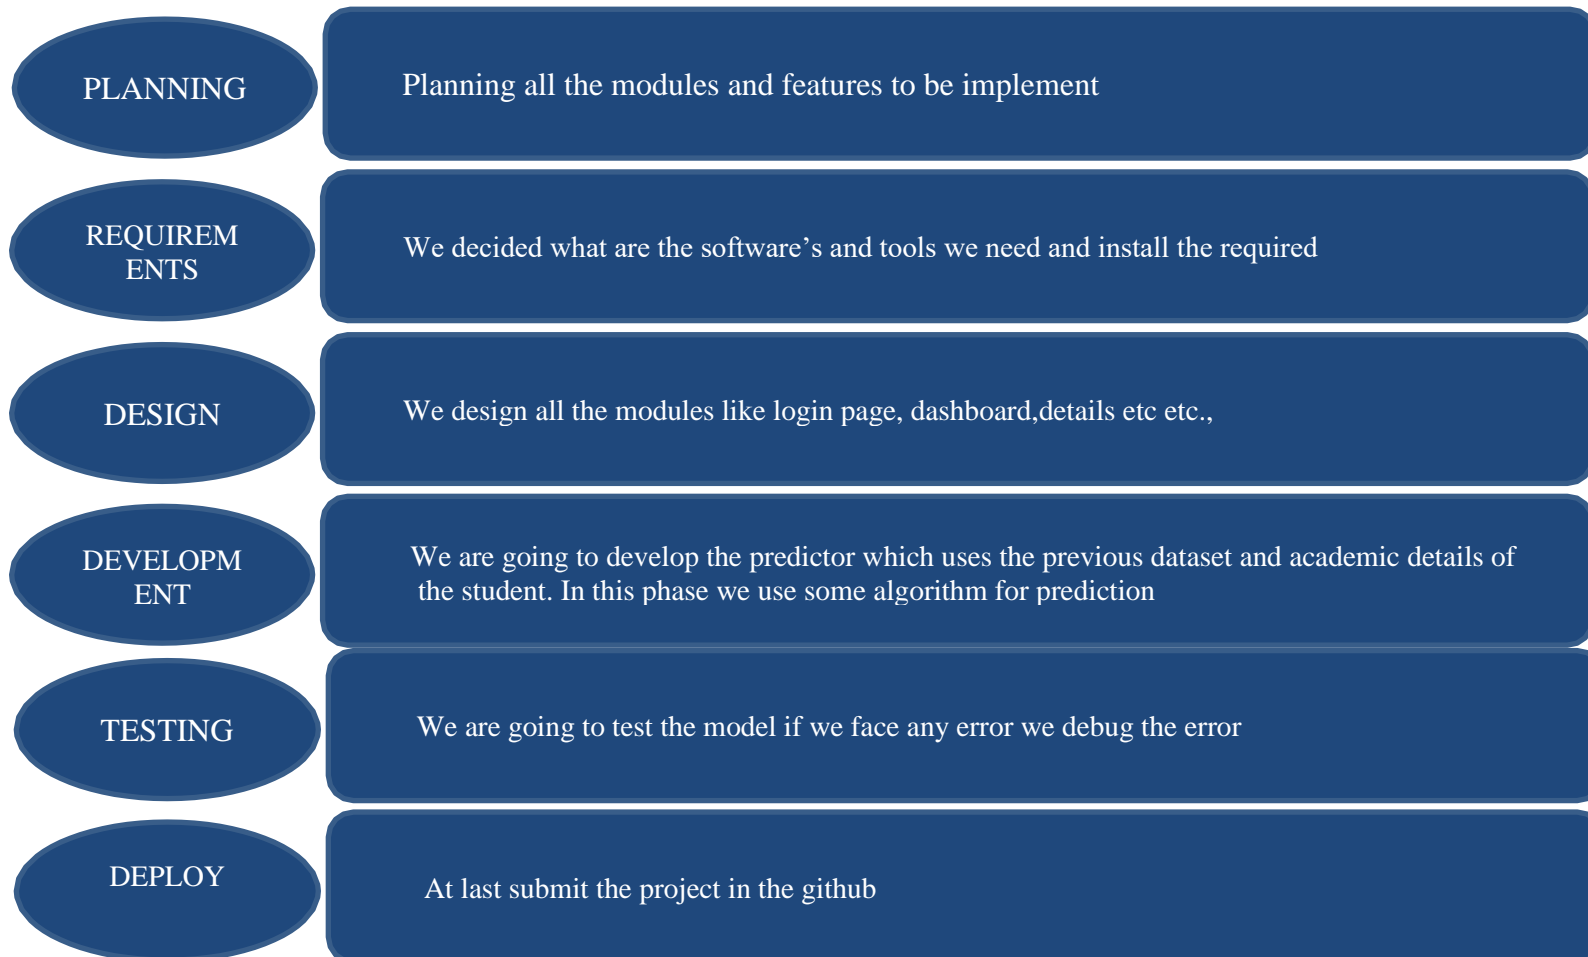 PLANNING
Planning all the modules and features to be implement
REQUIREM
ENTS
We decided what are the software’s and tools we need and install the required
DESIGN
We design all the modules like login page, dashboard,details etc etc.,
DEVELOPM
ENT
We are going to develop the predictor which uses the previous dataset and academic details of
the student. In this phase we use some algorithm for prediction
TESTING
We are going to test the model if we face any error we debug the error
DEPLOY
At last submit the project in the github